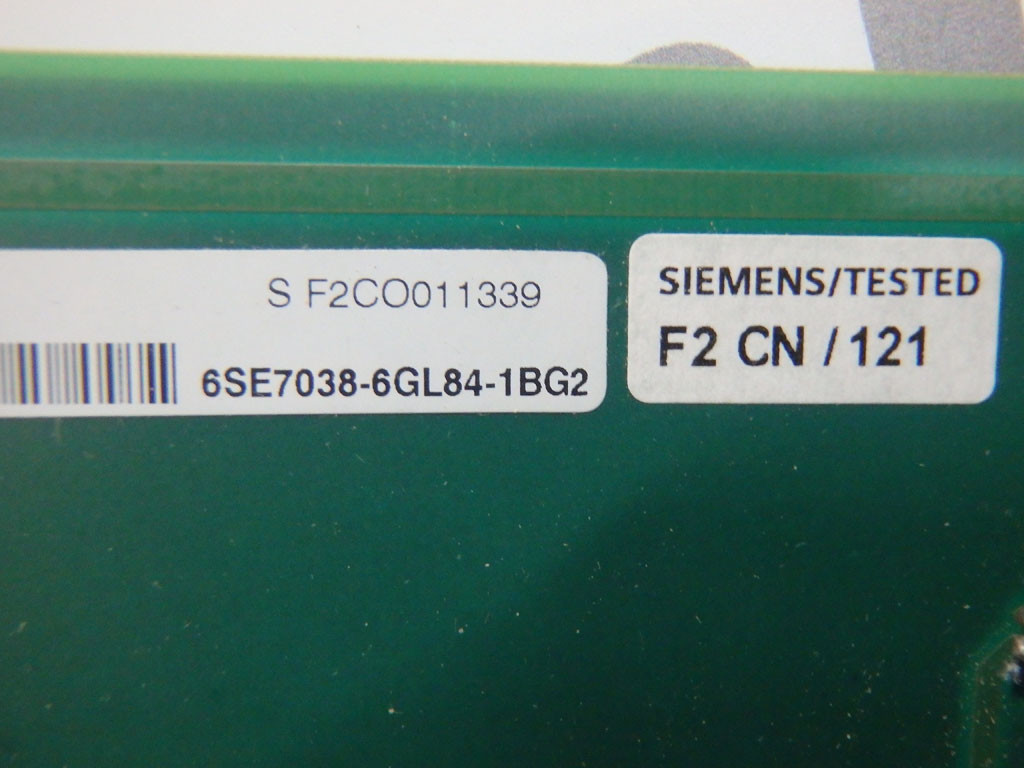 S F2CO011339
6SE7038-6GL84-1BG2
SIEMENS/TESTED
F2 CN / 121